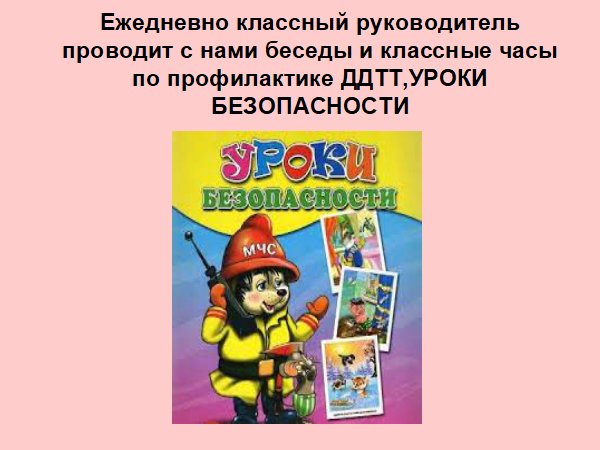 Ежедневно классный руководитель
проводит с нами беседы и классные часы
по профилактике ДДТТ,УРОКИ
БЕЗОПАСНОСТИ
УРОКИ
БЕЗОПАСНОСТИ
МЧС